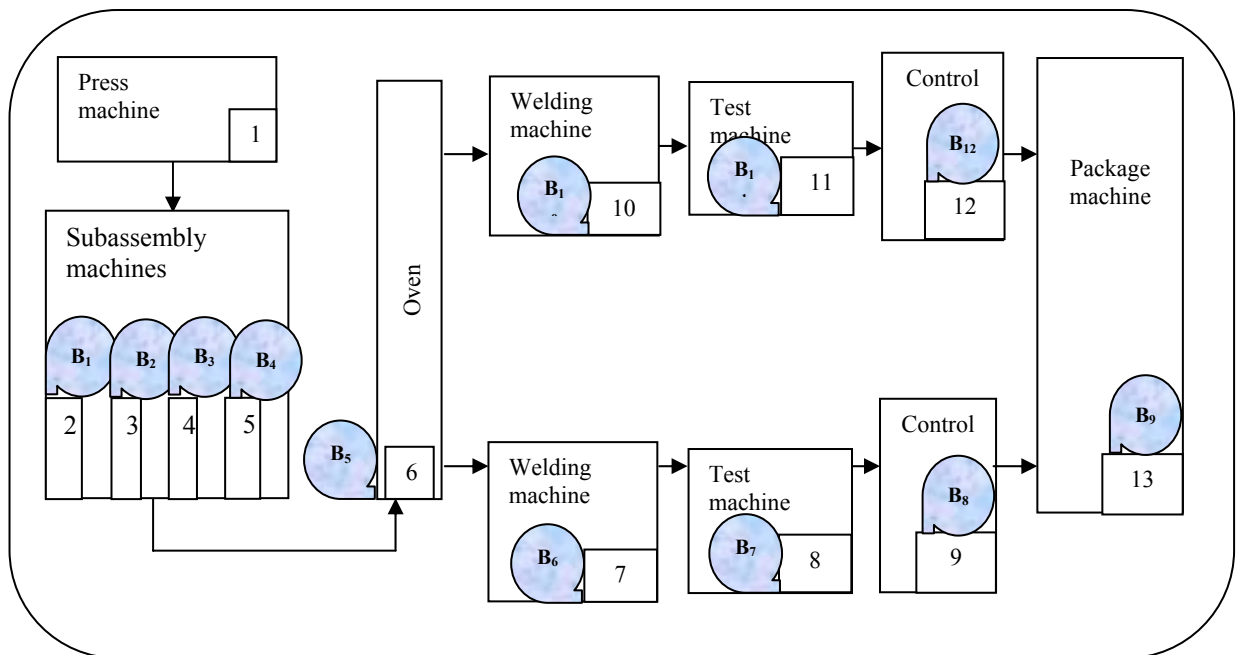 Press
machine
1
Subassembly
machines
B1
B2
B3
B4
2
3
4
5
B5
Oven
6
Welding
machine
10
Test
machine
11
Control
B12
12
Package
machine
Welding
machine
B6
7
Test
machine
B7
8
Control
B8
9
B9
13